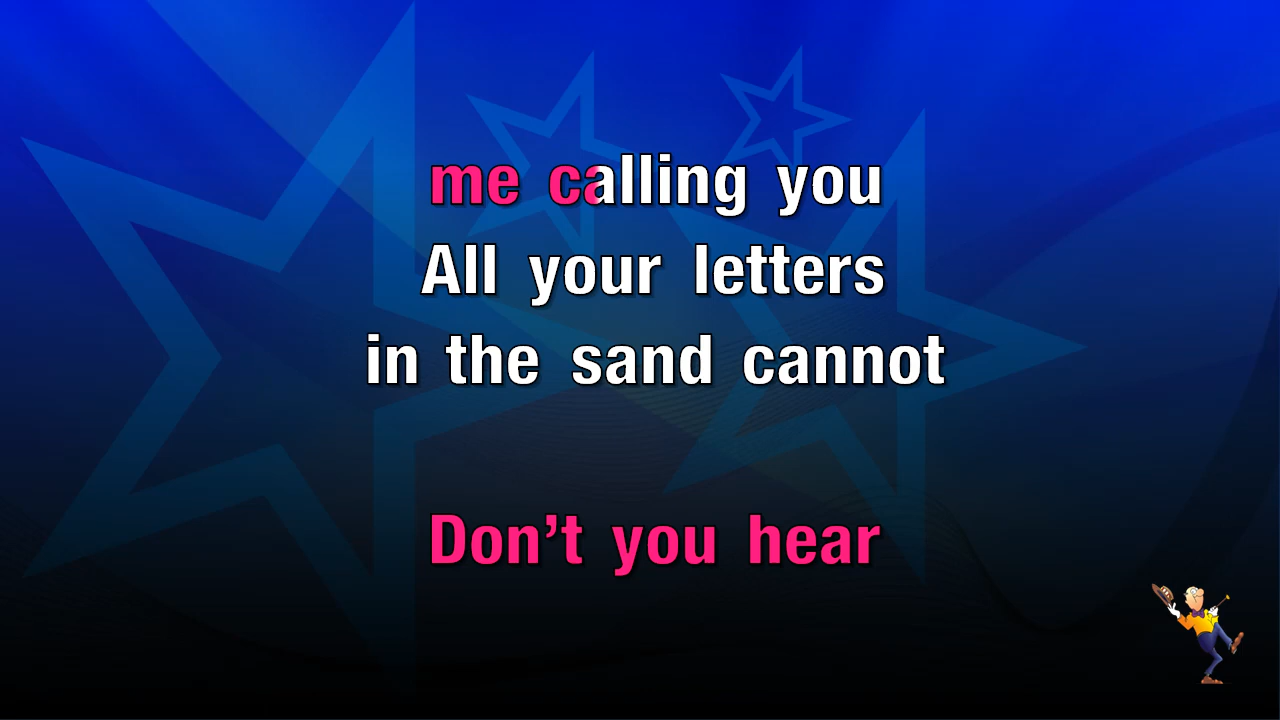 me calling you
All your letters
in the sand cannot
Don’t you hear